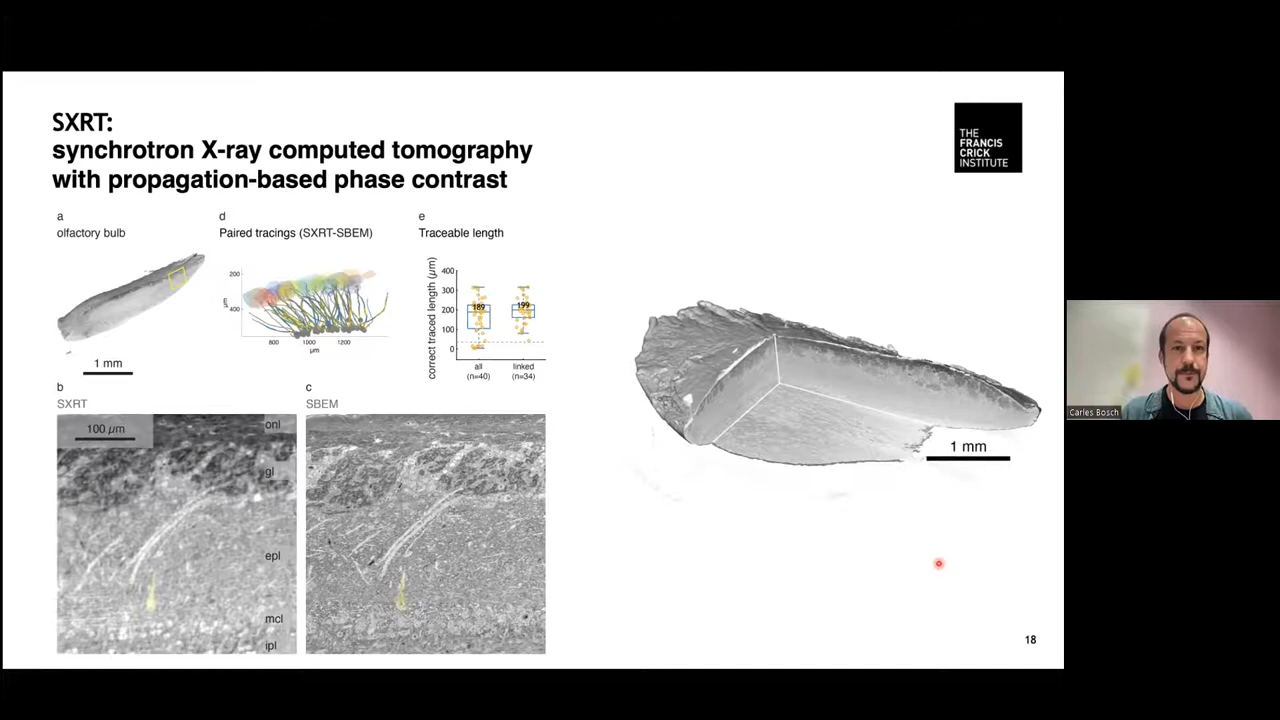 SXRT:
synchrotron X-ray computed tomography
with propagation-based phase contrast
THE
FRANCIS
CRICK
INSTITUTE
a
olfactory bulb
1 mm
d
Paired tracings (SXRT-SBEM)
200
400
µm
800
1000
1200
µm
e
Traceable length
correct traced length (µm)
400
300
200
100
0
189
199
all
(n=40)
linked
(n=34)
b
SXRT
100 µm
onl
gl
epl
mcl
ipl
c
SBEM
1 mm
18
Carles Bosch